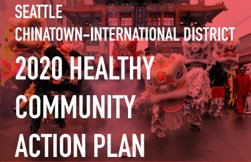 SEATTLE
CHINATOWN–INTERNATIONAL DISTRICT
2020 HEALTHY
COMMUNITY
ACTION PLAN